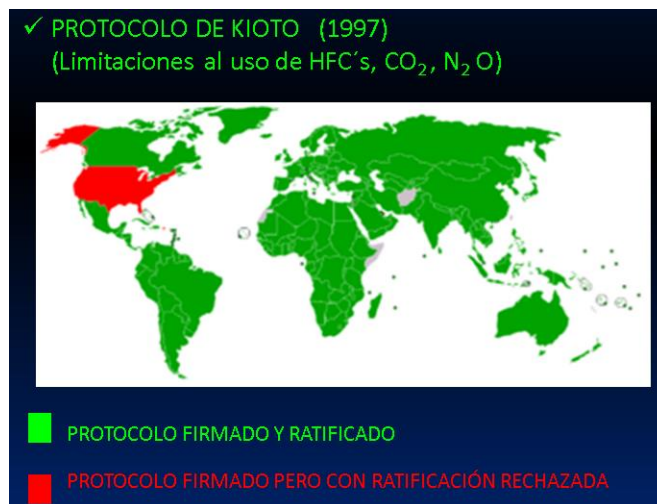 ✓ PROTOCOLO DE KIOTO (1997)
(Limitaciones al uso de HFC´s, CO₂, N₂ O)
PROTOCOLO FIRMADO Y RATIFICADO
PROTOCOLO FIRMADO PERO CON RATIFICACIÓN RECHAZADA